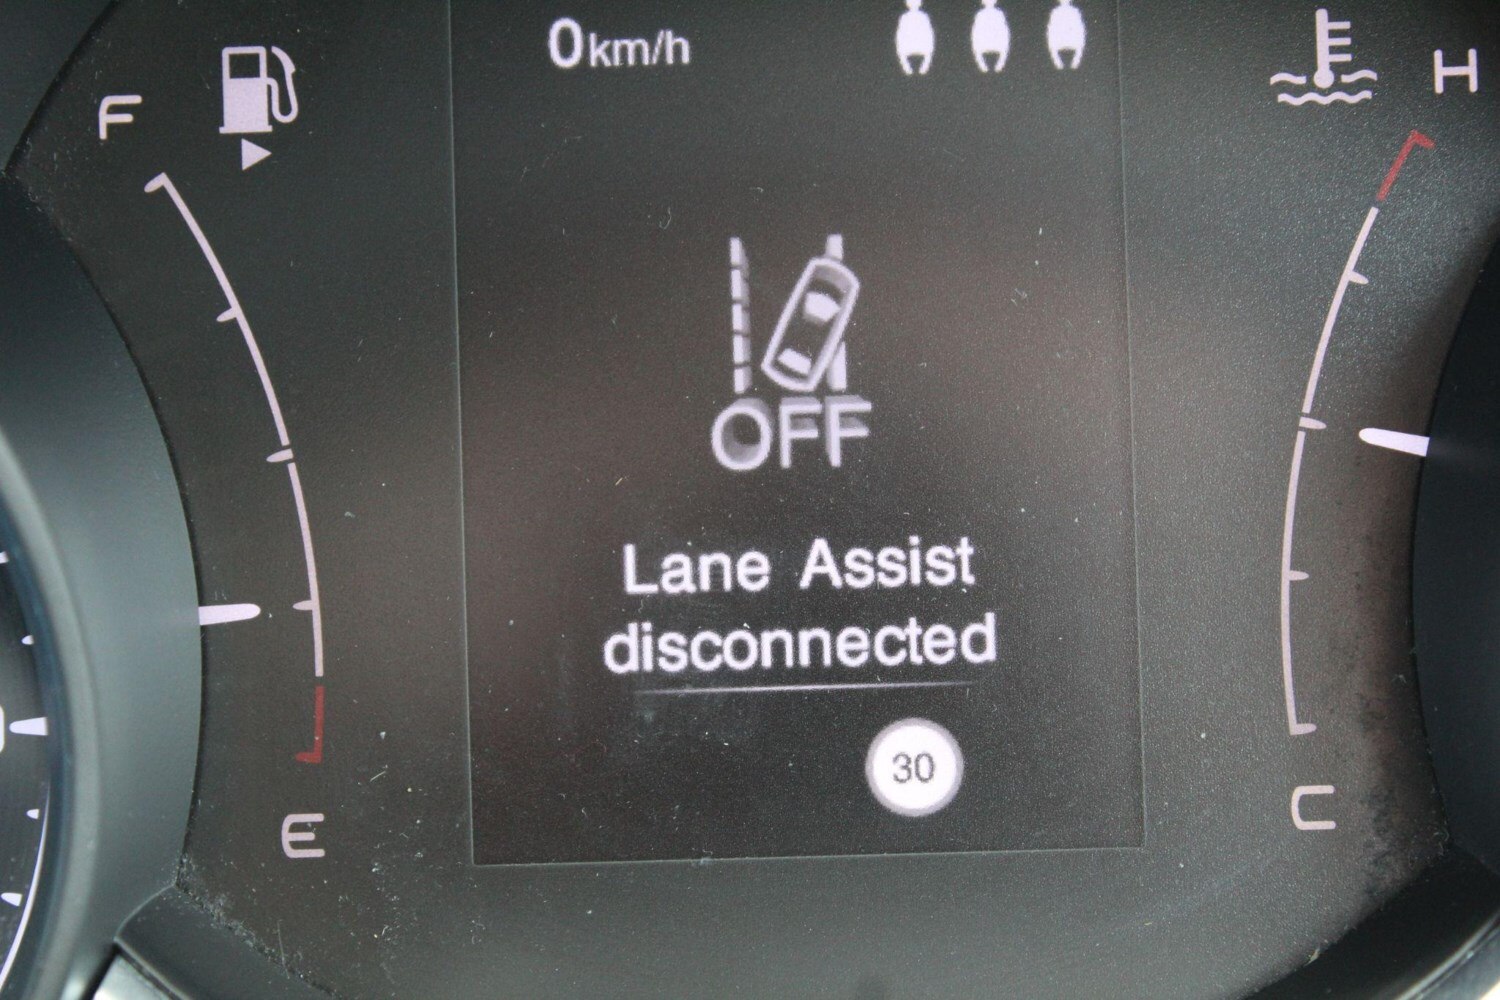 0km/h
F
H
OFF
Lane Assist
disconnected
30
E
C